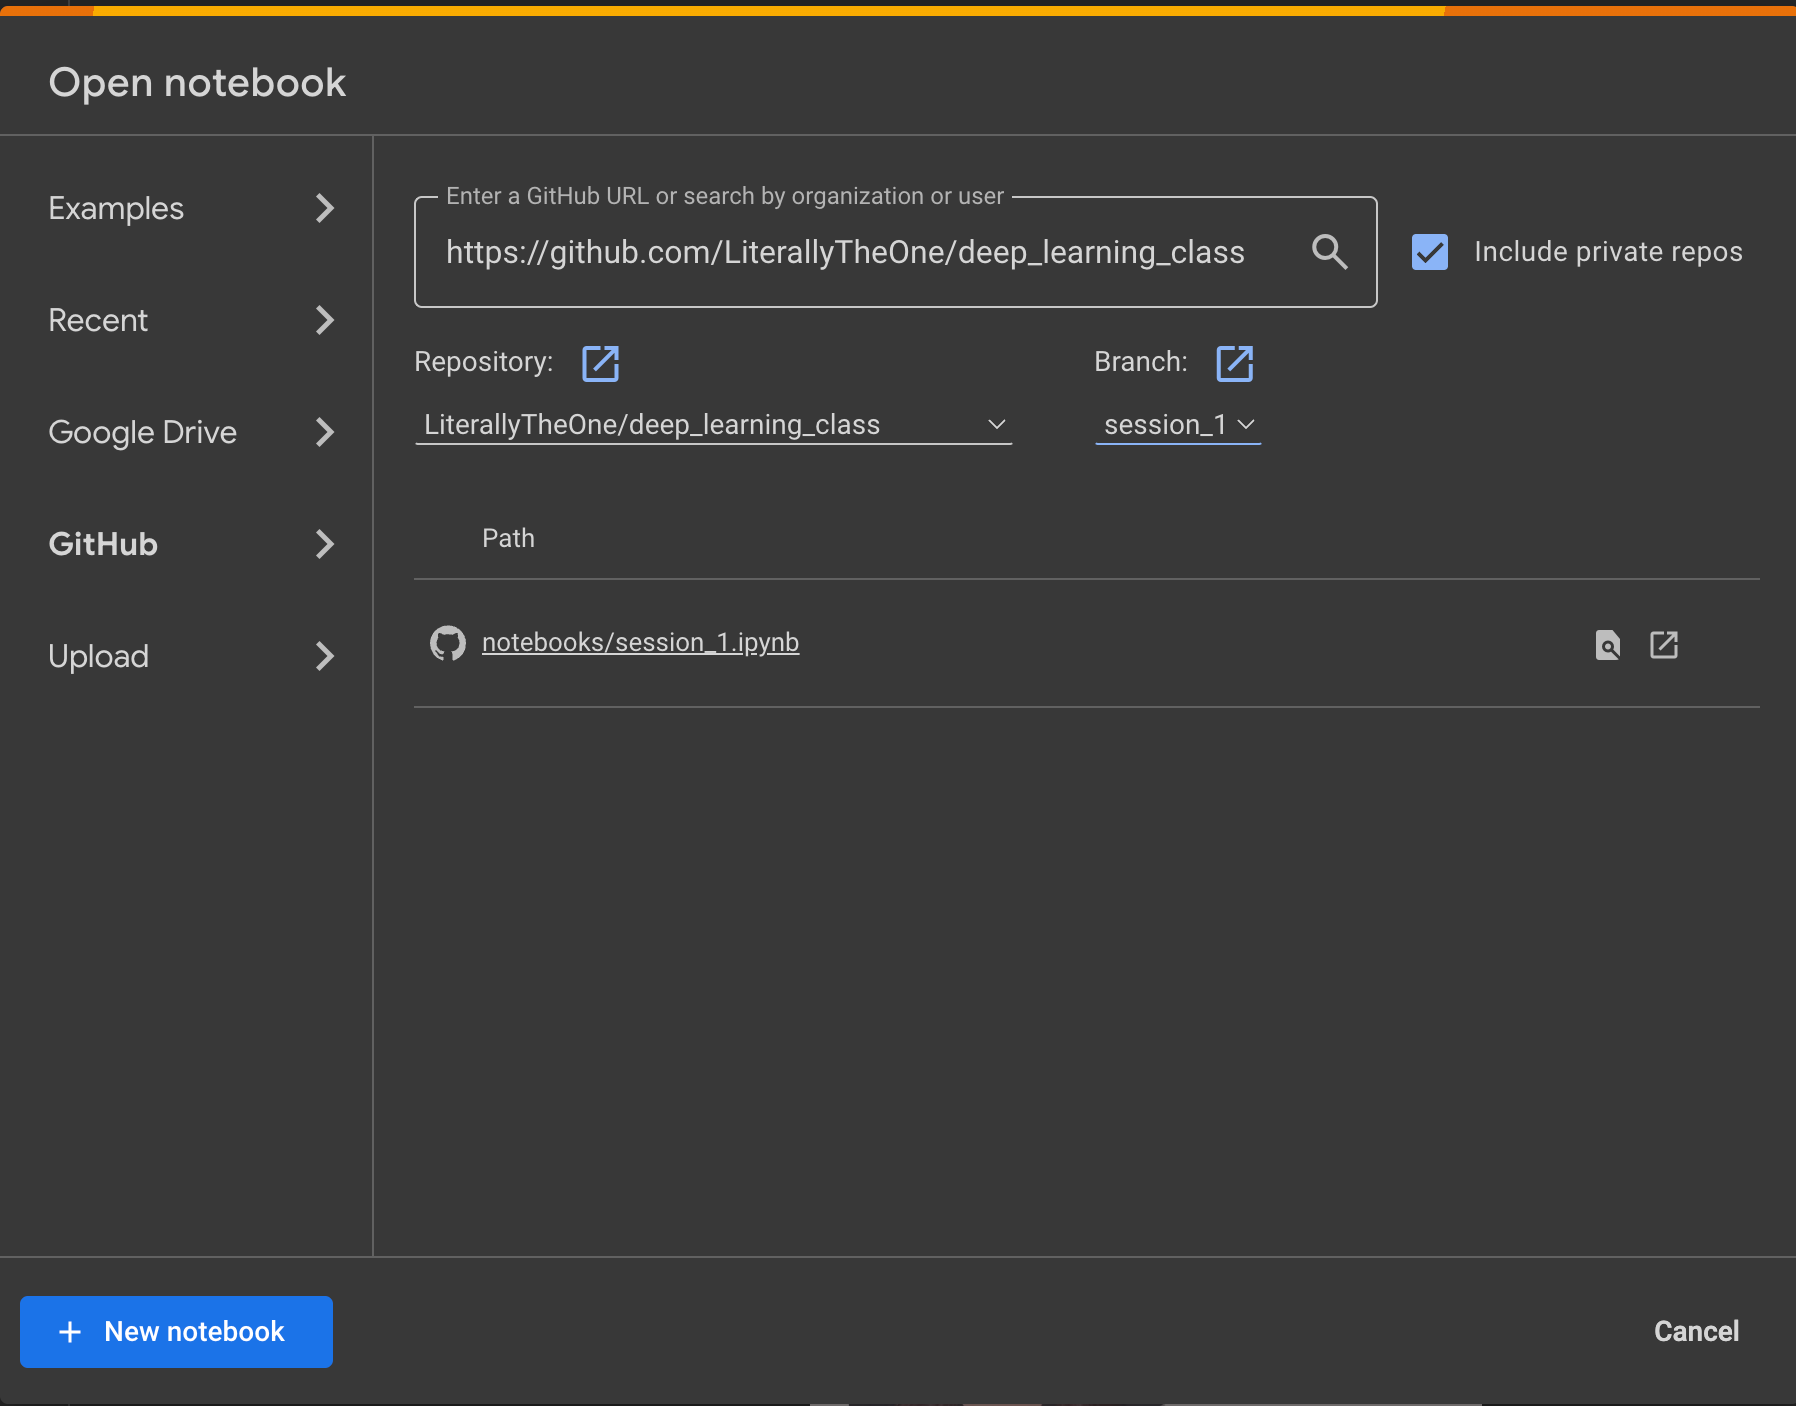 Open notebook
Examples
Recent
Google Drive
GitHub
Upload
Enter a GitHub URL or search by organization or user
https://github.com/LiterallyTheOne/deep_learning_class
Include private repos
Repository:
Branch:
LiterallyTheOne/deep_learning_class
session_1
Path
notebooks/session_1.ipynb
+ New notebook
Cancel